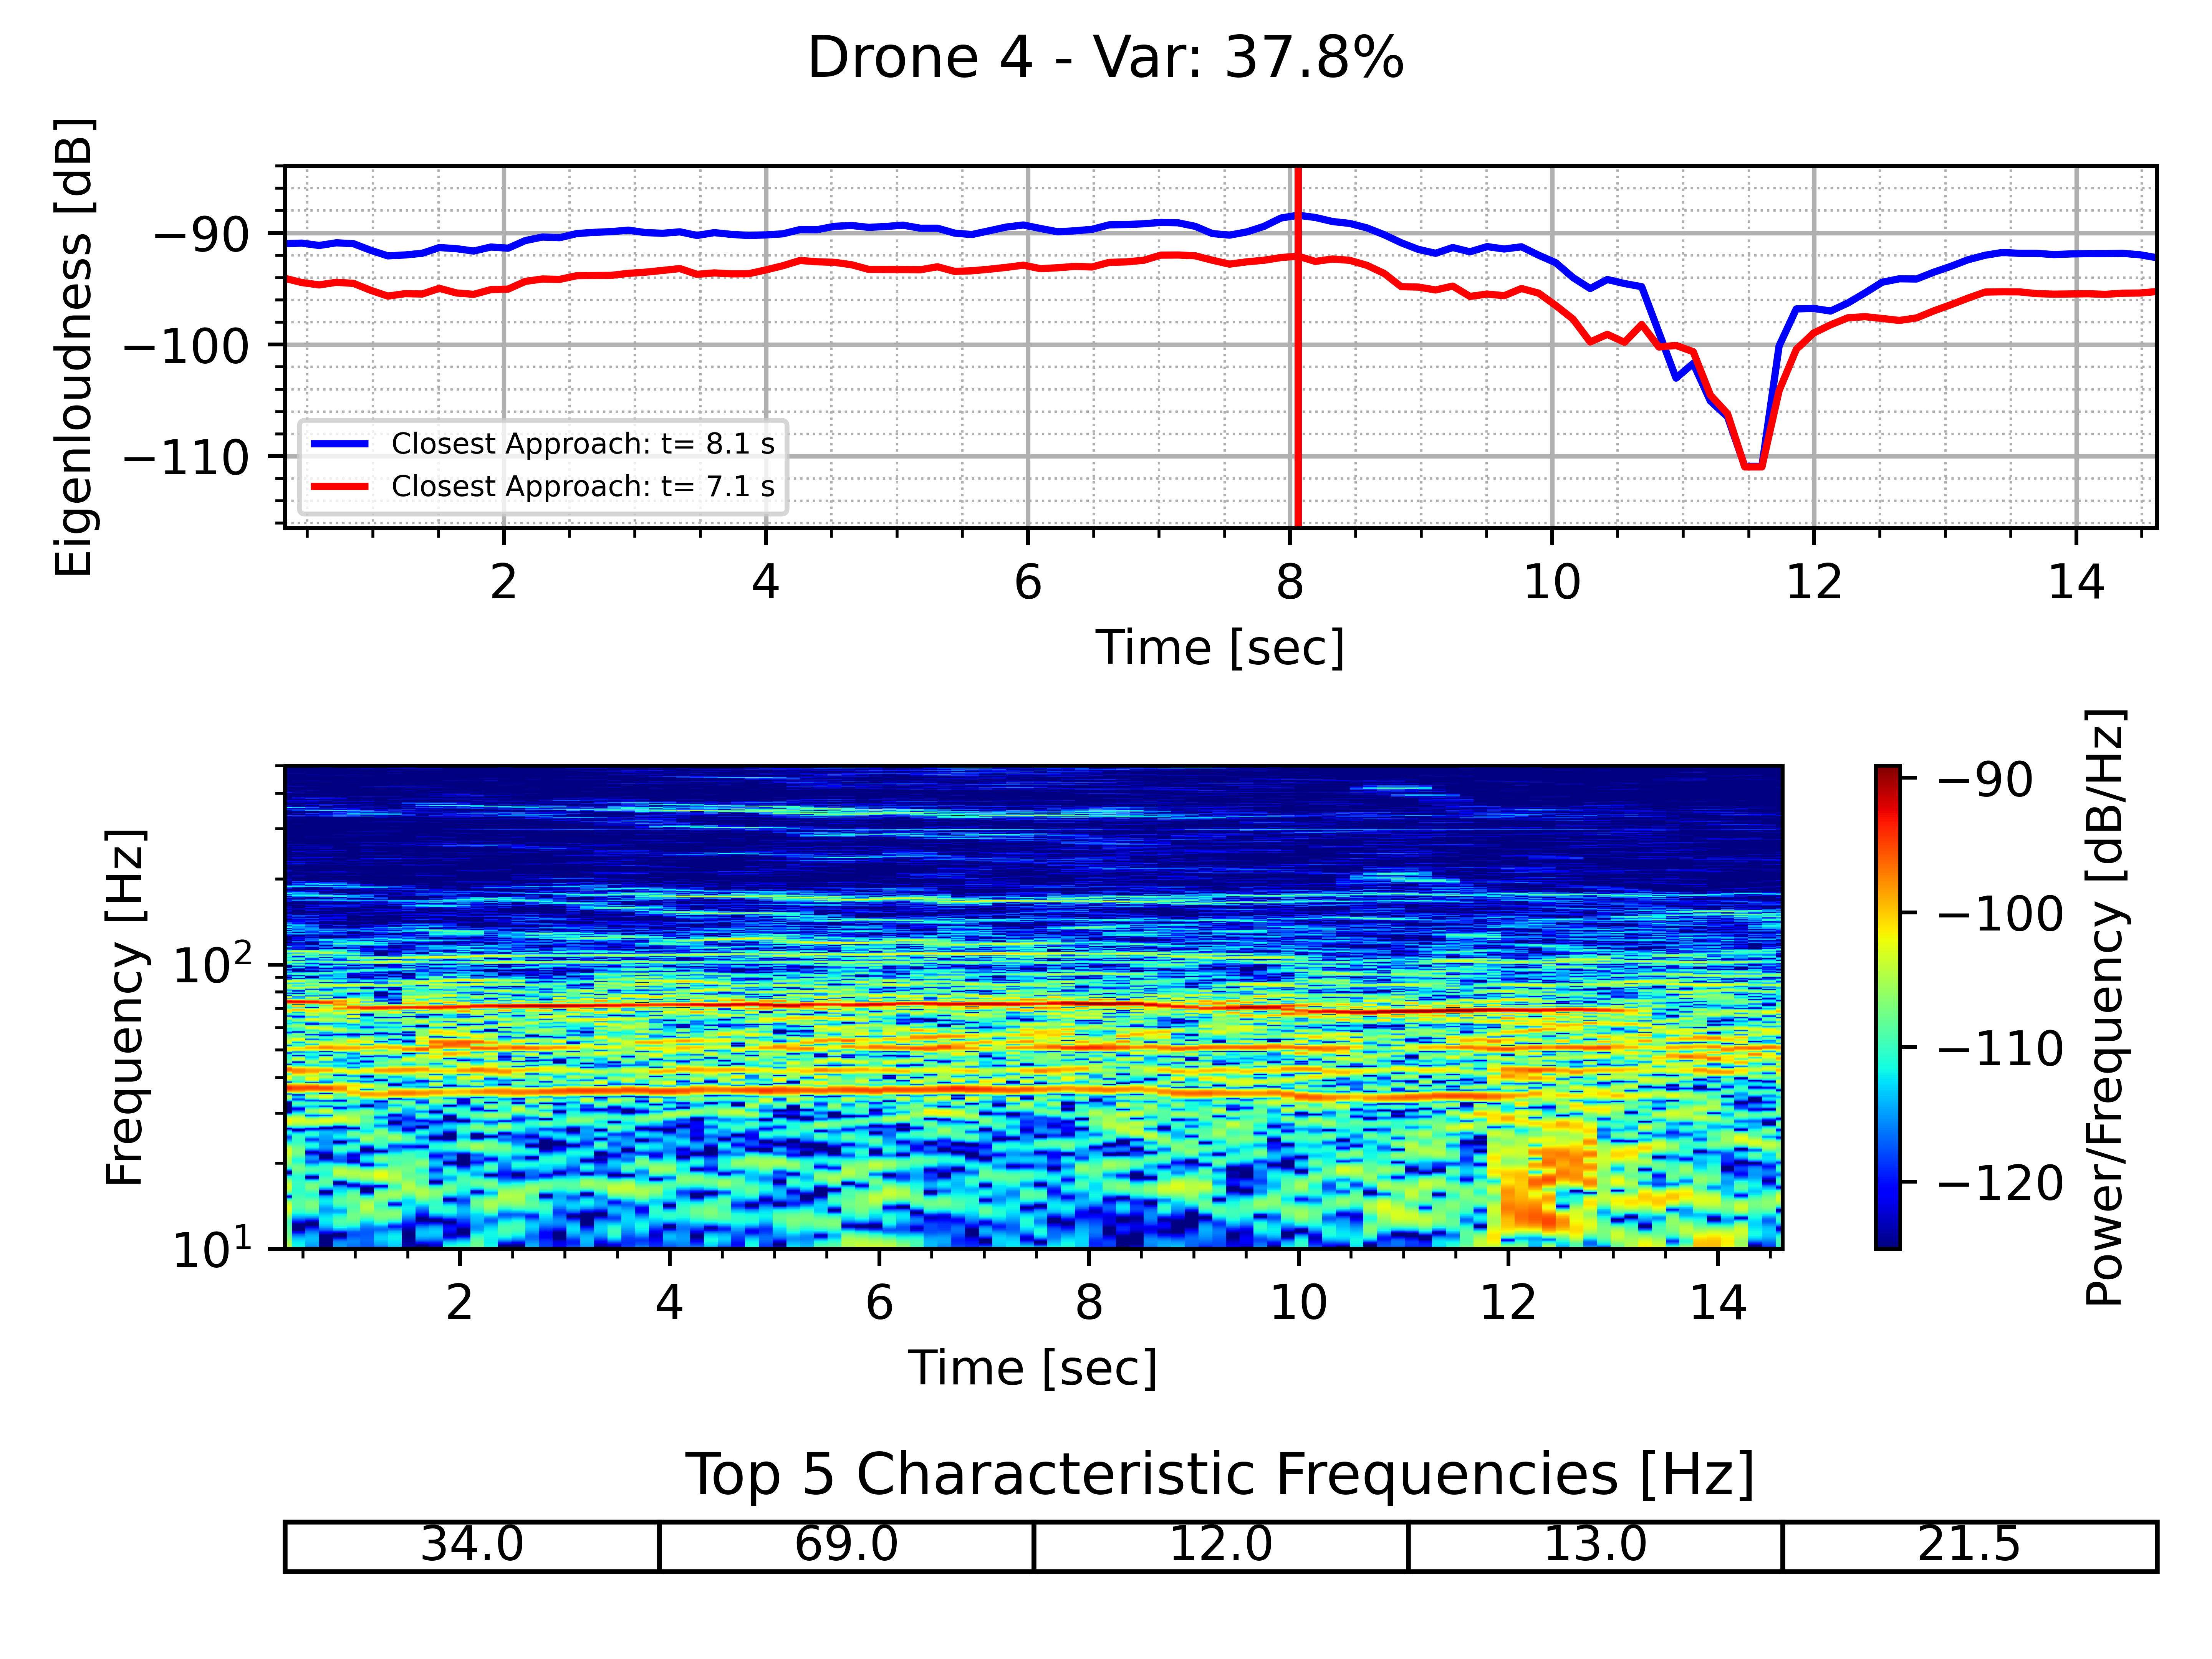 Drone 4 - Var: 37.8%
Eigenloudness [dB]
−90
−100
−110
Closest Approach: t= 8.1 s
Closest Approach: t= 7.1 s
2 4 6 8 10 12 14
Time [sec]
Frequency [Hz]
10²
10¹
2 4 6 8 10 12 14
Time [sec]
−90
−100
−110
−120
Power/Frequency [dB/Hz]
Top 5 Characteristic Frequencies [Hz]
34.0 69.0 12.0 13.0 21.5